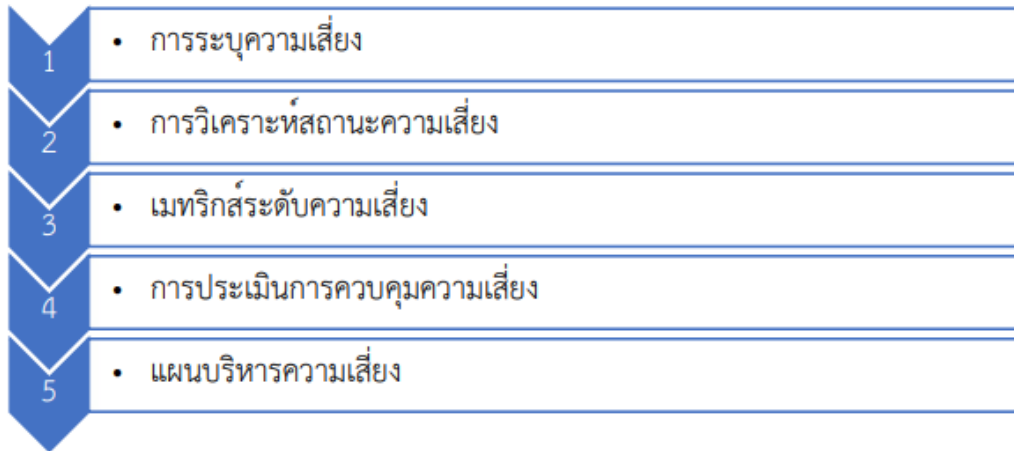 1 • การระบุความเสี่ยง
2 • การวิเคราะห์สถานะความเสี่ยง
3 • เมทริกส์ระดับความเสี่ยง
4 • การประเมินการควบคุมความเสี่ยง
5 • แผนบริหารความเสี่ยง